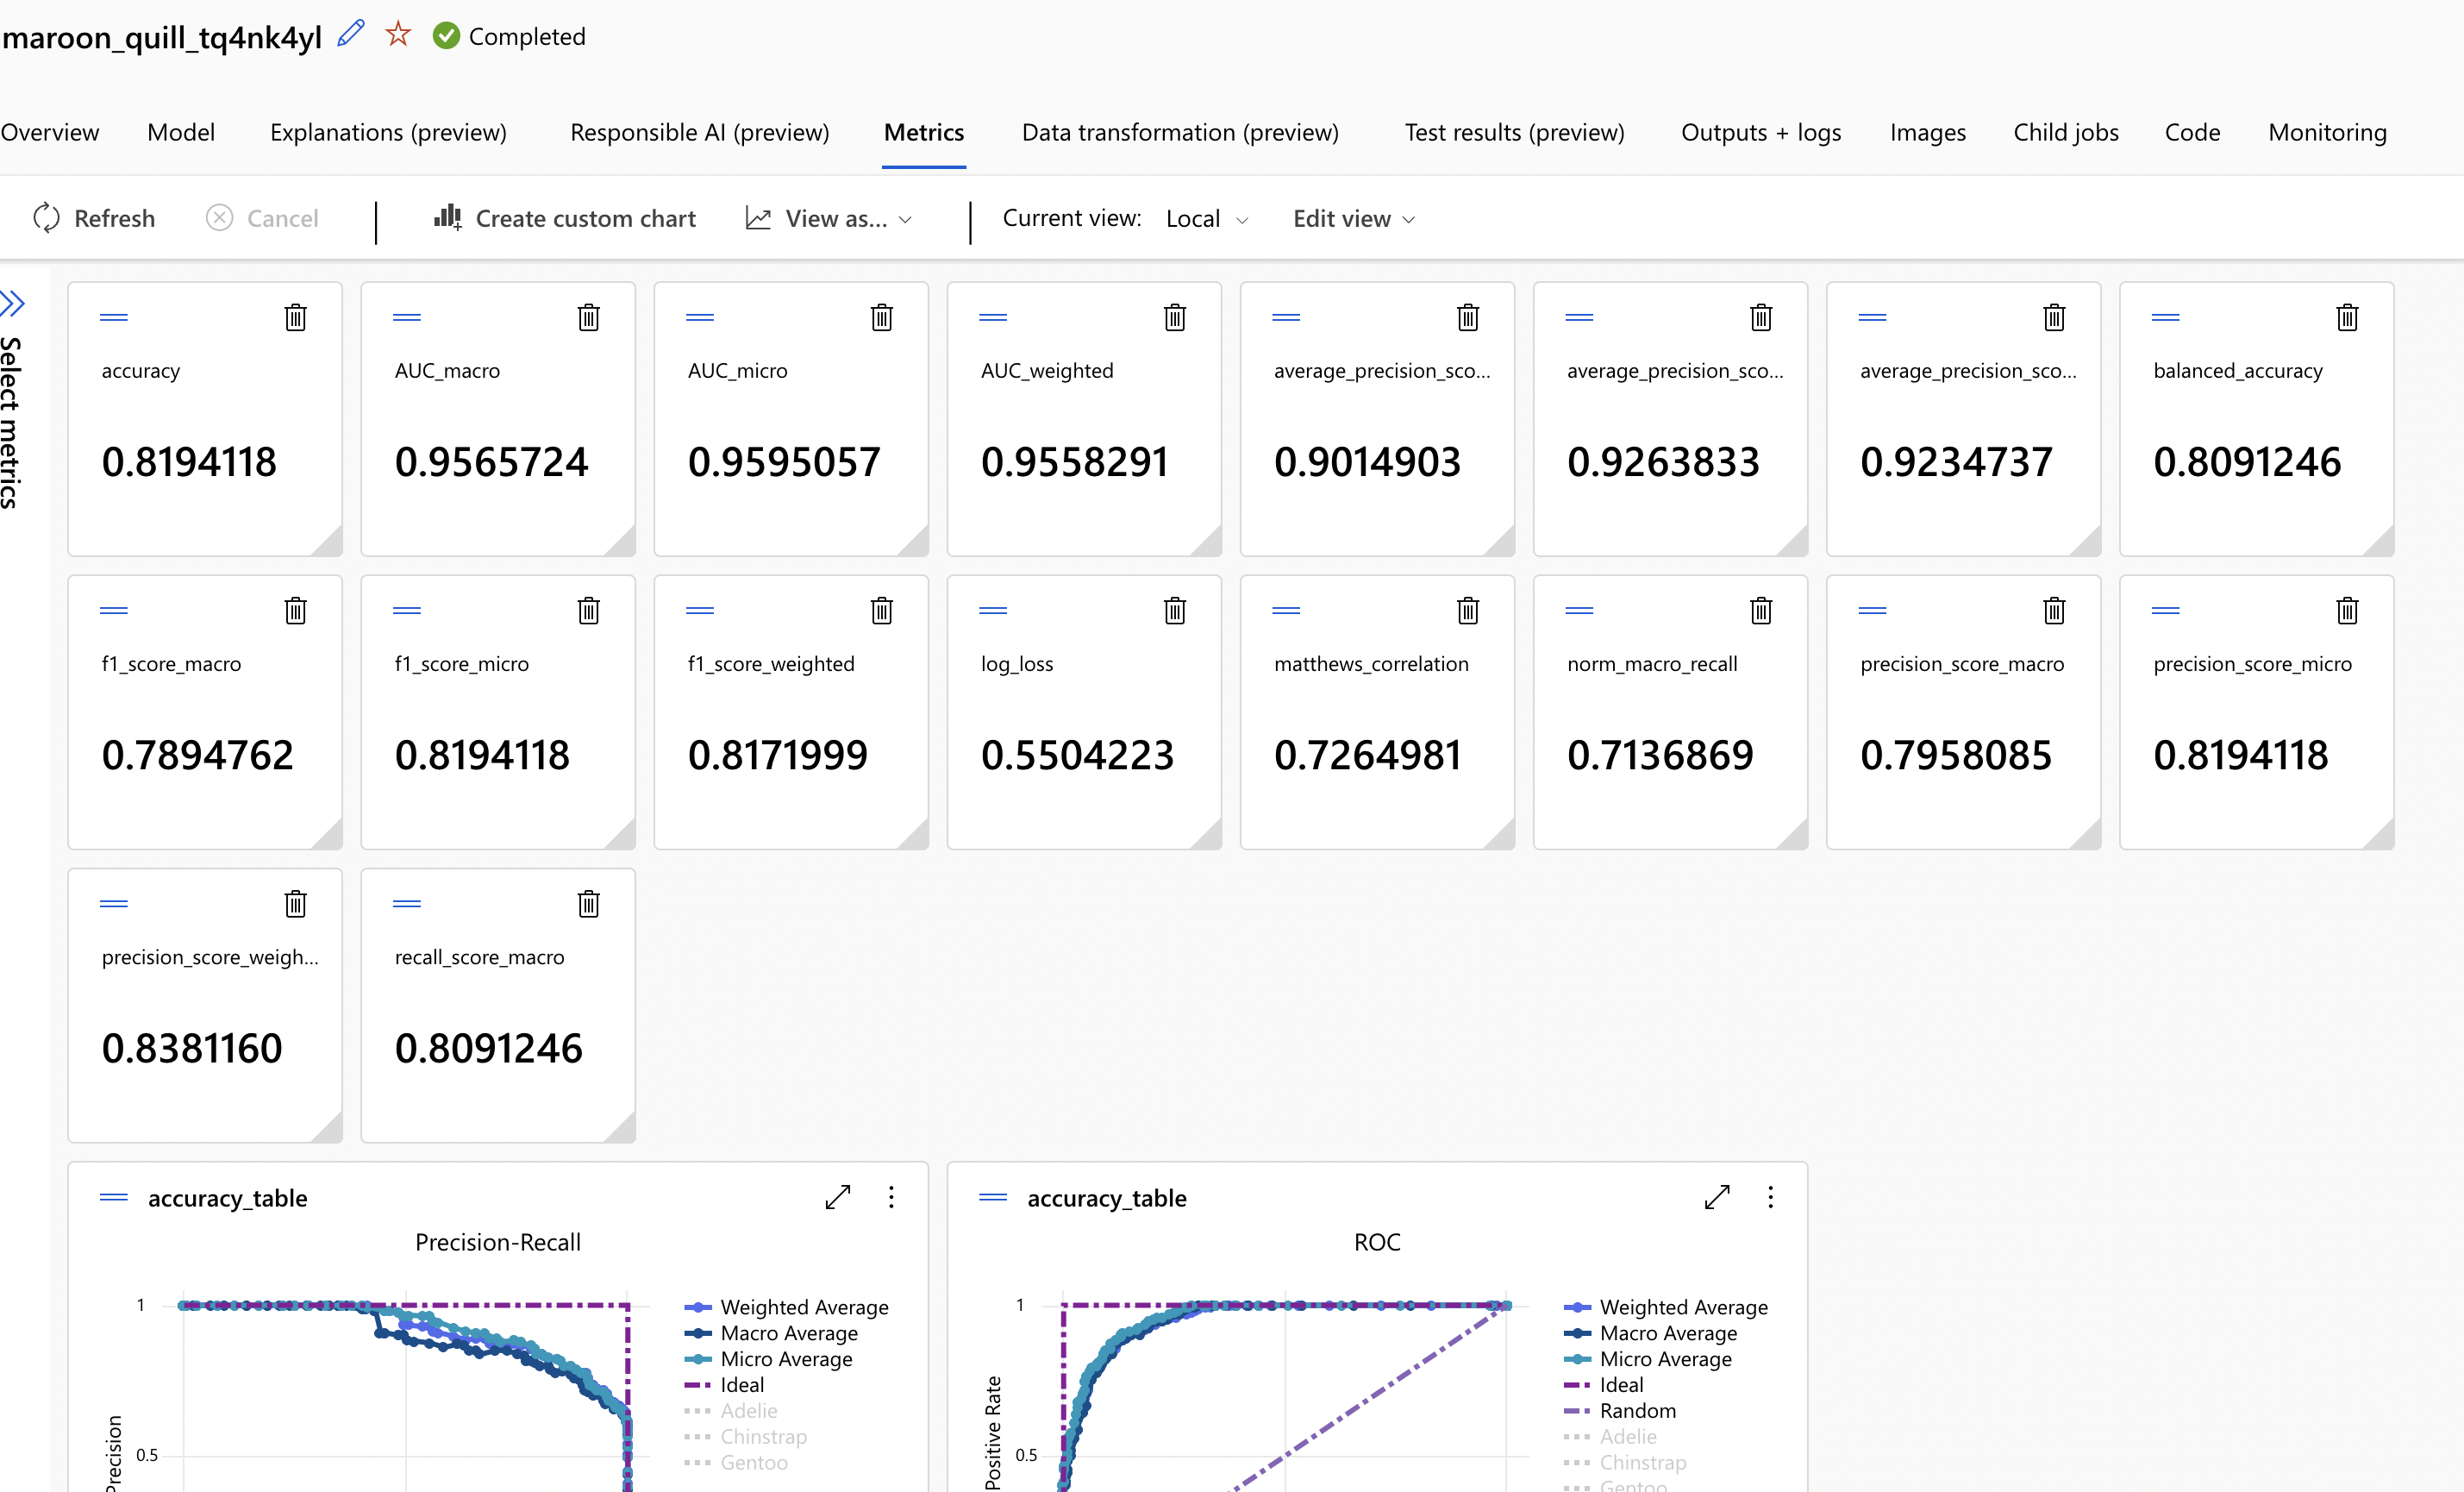 maroon_quill_tq4nk4yl Completed
Overview Model Explanations (preview) Responsible AI (preview) Metrics Data transformation (preview) Test results (preview) Outputs + logs Images Child jobs Code Monitoring
Refresh Cancel Create custom chart View as... Current view: Local Edit view
Select metrics
accuracy AUC_macro AUC_micro AUC_weighted average_precision_sco... average_precision_sco... average_precision_sco... balanced_accuracy
0.8194118 0.9565724 0.9595057 0.9558291 0.9014903 0.9263833 0.9234737 0.8091246
f1_score_macro f1_score_micro f1_score_weighted log_loss matthews_correlation norm_macro_recall precision_score_macro precision_score_micro
0.7894762 0.8194118 0.8171999 0.5504223 0.7264981 0.7136869 0.7958085 0.8194118
precision_score_weigh... recall_score_macro
0.8381160 0.8091246
accuracy_table
Precision-Recall
1
0.5
Precision
Weighted Average
Macro Average
Micro Average
Ideal
Adelie
Chinstrap
Gentoo
accuracy_table
ROC
1
0.5
Positive Rate
Weighted Average
Macro Average
Micro Average
Ideal
Random
Adelie
Chinstrap
Gentoo